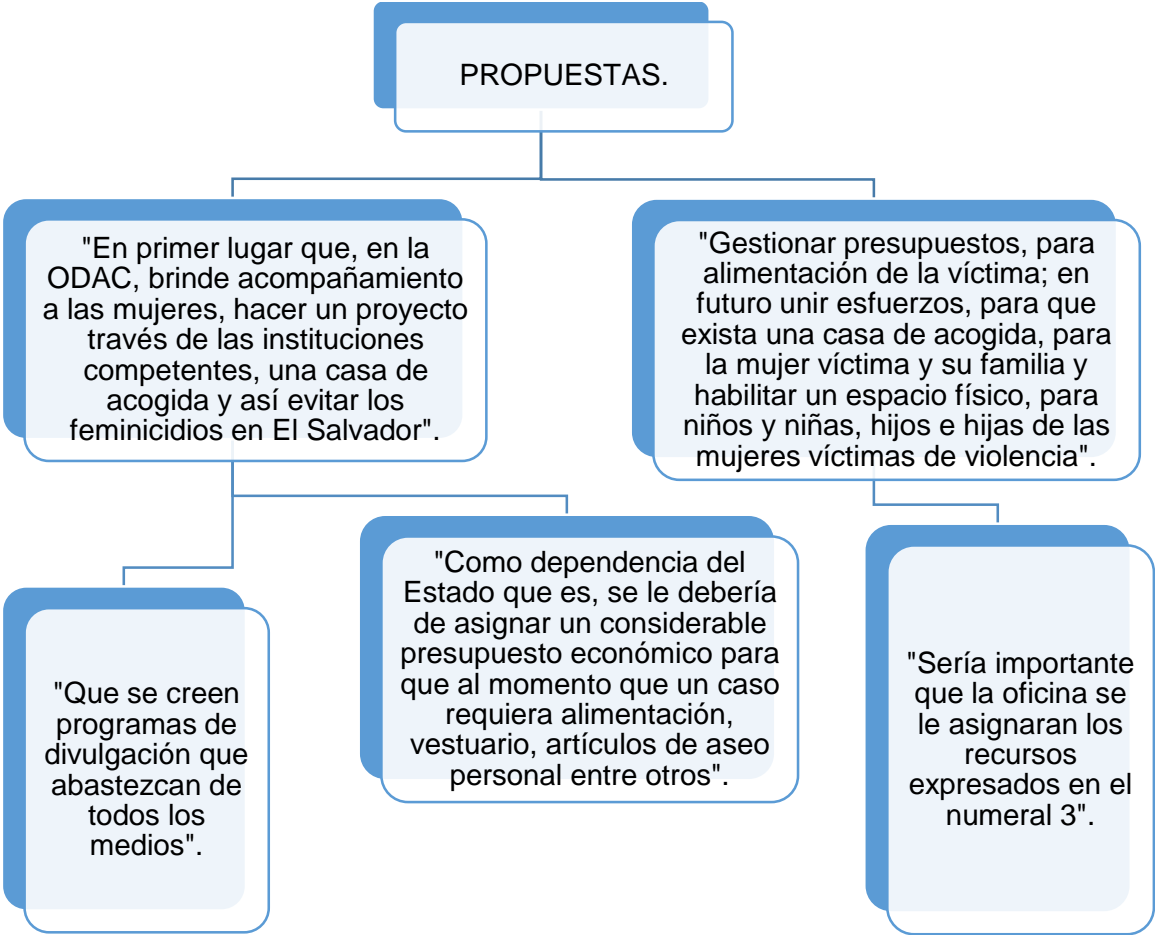 PROPUESTAS.
"En primer lugar que, en la
ODAC, brinde acompañamiento
a las mujeres, hacer un proyecto
través de las instituciones
competentes, una casa de
acogida y así evitar los
feminicidios en El Salvador".
"Gestionar presupuestos, para
alimentación de la víctima; en
futuro unir esfuerzos, para que
exista una casa de acogida, para
la mujer víctima y su familia y
habilitar un espacio físico, para
niños y niñas, hijos e hijas de las
mujeres víctimas de violencia".
"Que se creen
programas de
divulgación que
abastezcan de
todos los
medios".
"Como dependencia del
Estado que es, se le debería
de asignar un considerable
presupuesto económico para
que al momento que un caso
requiera alimentación,
vestuario, artículos de aseo
personal entre otros".
"Sería importante
que la oficina se
le asignaran los
recursos
expresados en el
numeral 3".